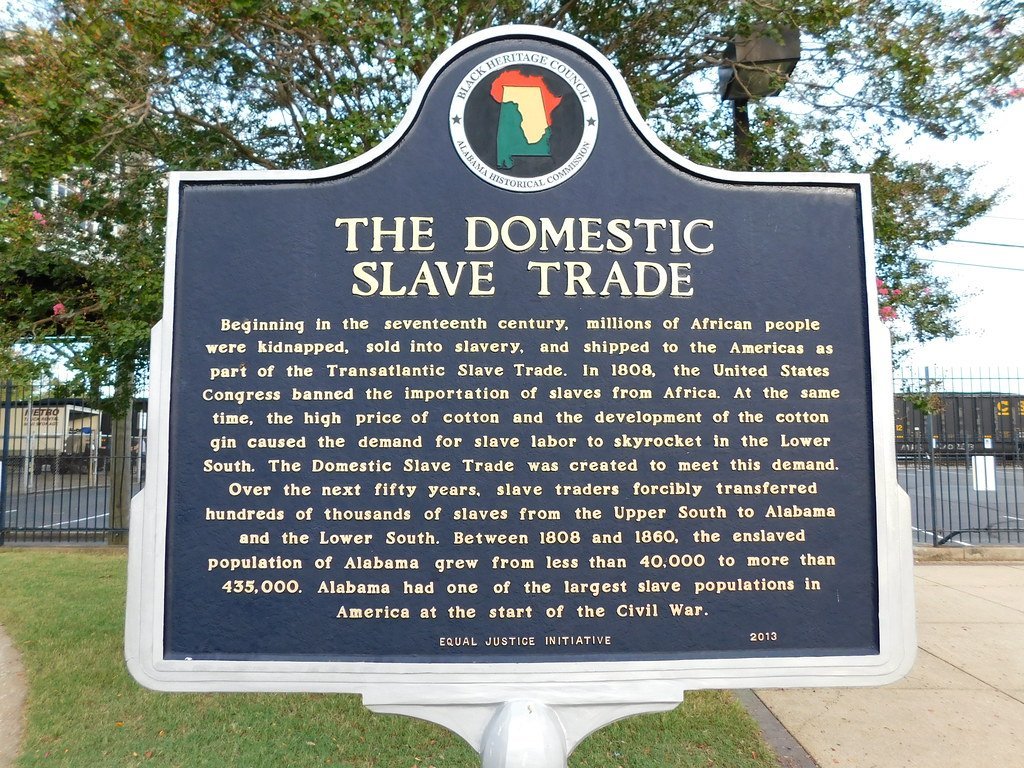 BLACK HERITAGE COUNCIL
ALABAMA HISTORICAL COMMISSION
THE DOMESTIC
SLAVE TRADE
Beginning in the seventeenth century, millions of African people
were kidnapped, sold into slavery, and shipped to the Americas as
part of the Transatlantic Slave Trade. In 1808, the United States
Congress banned the importation of slaves from Africa. At the same
time, the high price of cotton and the development of the cotton
gin caused the demand for slave labor to skyrocket in the Lower
South. The Domestic Slave Trade was created to meet this demand.
Over the next fifty years, slave traders forcibly transferred
hundreds of thousands of slaves from the Upper South to Alabama
and the Lower South. Between 1808 and 1860, the enslaved
population of Alabama grew from less than 40,000 to more than
435,000. Alabama had one of the largest slave populations in
America at the start of the Civil War.
EQUAL JUSTICE INITIATIVE 2013
METRO